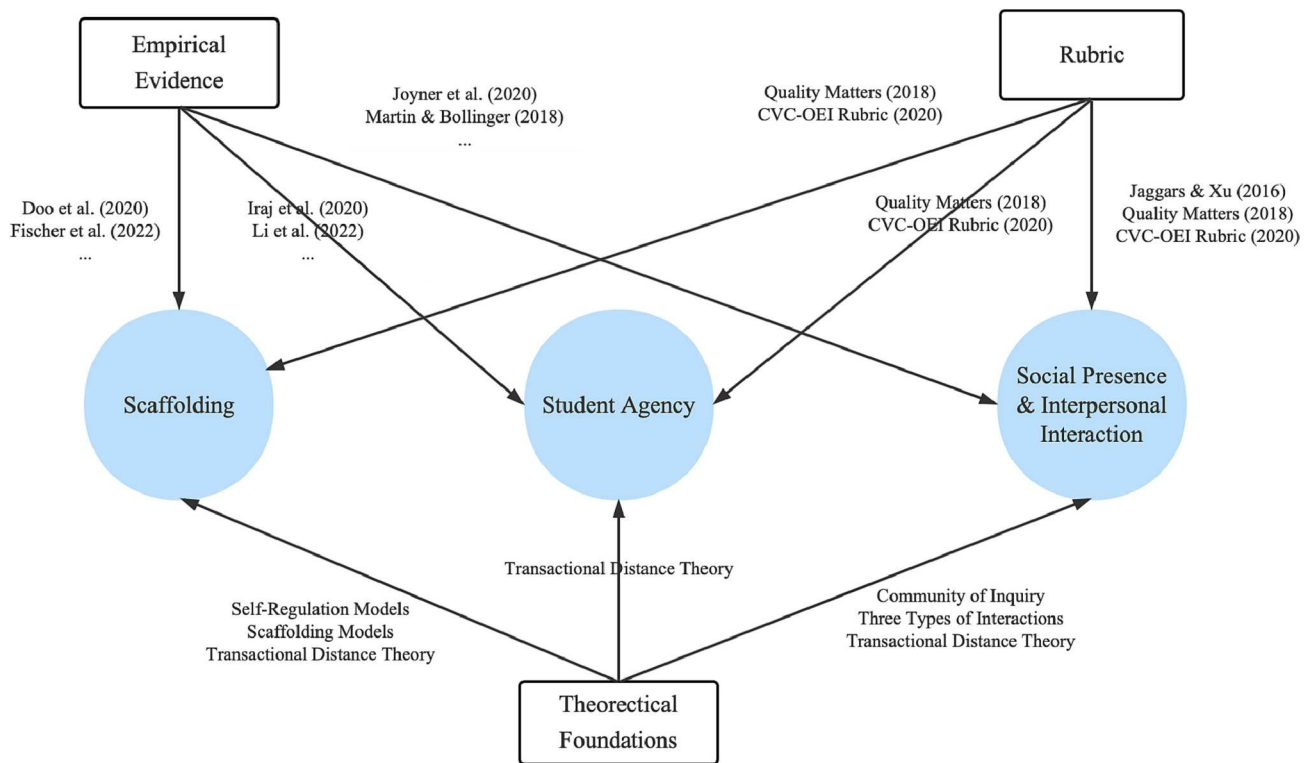 Empirical
Evidence
Rubric
Joyner et al. (2020)
Martin & Bollinger (2018)
...
Quality Matters (2018)
CVC-OEI Rubric (2020)
Doo et al. (2020)
Fischer et al. (2022)
...
Iraj et al. (2020)
Li et al. (2022)
...
Quality Matters (2018)
CVC-OEI Rubric (2020)
Jaggars & Xu (2016)
Quality Matters (2018)
CVC-OEI Rubric (2020)
Scaffolding
Student Agency
Social Presence
& Interpersonal
Interaction
Transactional Distance Theory
Self-Regulation Models
Scaffolding Models
Transactional Distance Theory
Community of Inquiry
Three Types of Interactions
Transactional Distance Theory
Theorectical
Foundations